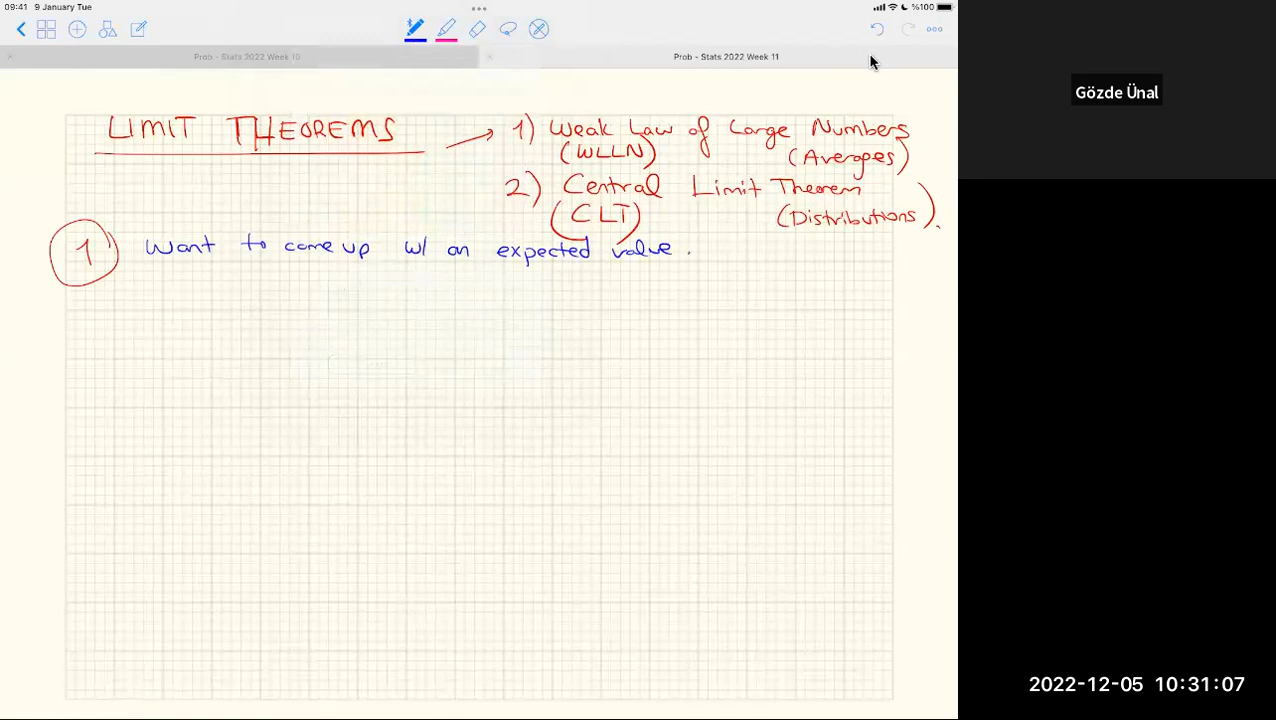 09:41 9 January Tue
%100
Prob - Stats 2022 Week 10
Prob - Stats 2022 Week 11
Gözde Ünal
LIMIT THEOREMS → 1) Weak Law of Large Numbers
(WLLN) (Averages)
2) Central Limit Theorem
(CLT) (Distributions).
1 Want to come up w/ an expected value.
2022-12-05 10:31:07